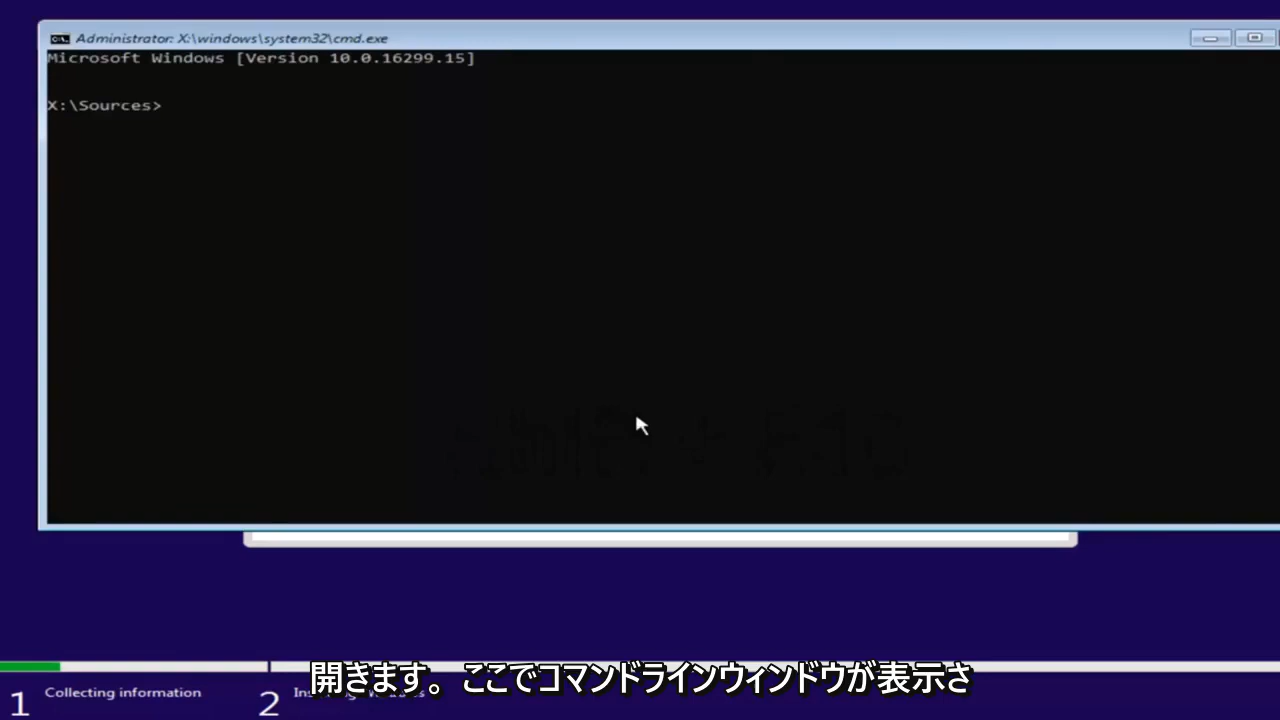 Administrator: X:\windows\system32\cmd.exe
Microsoft Windows [Version 10.0.16299.15]
X:\Sources>
開きます。ここでコマンドラインウィンドウが表示さ
1 Collecting information
2